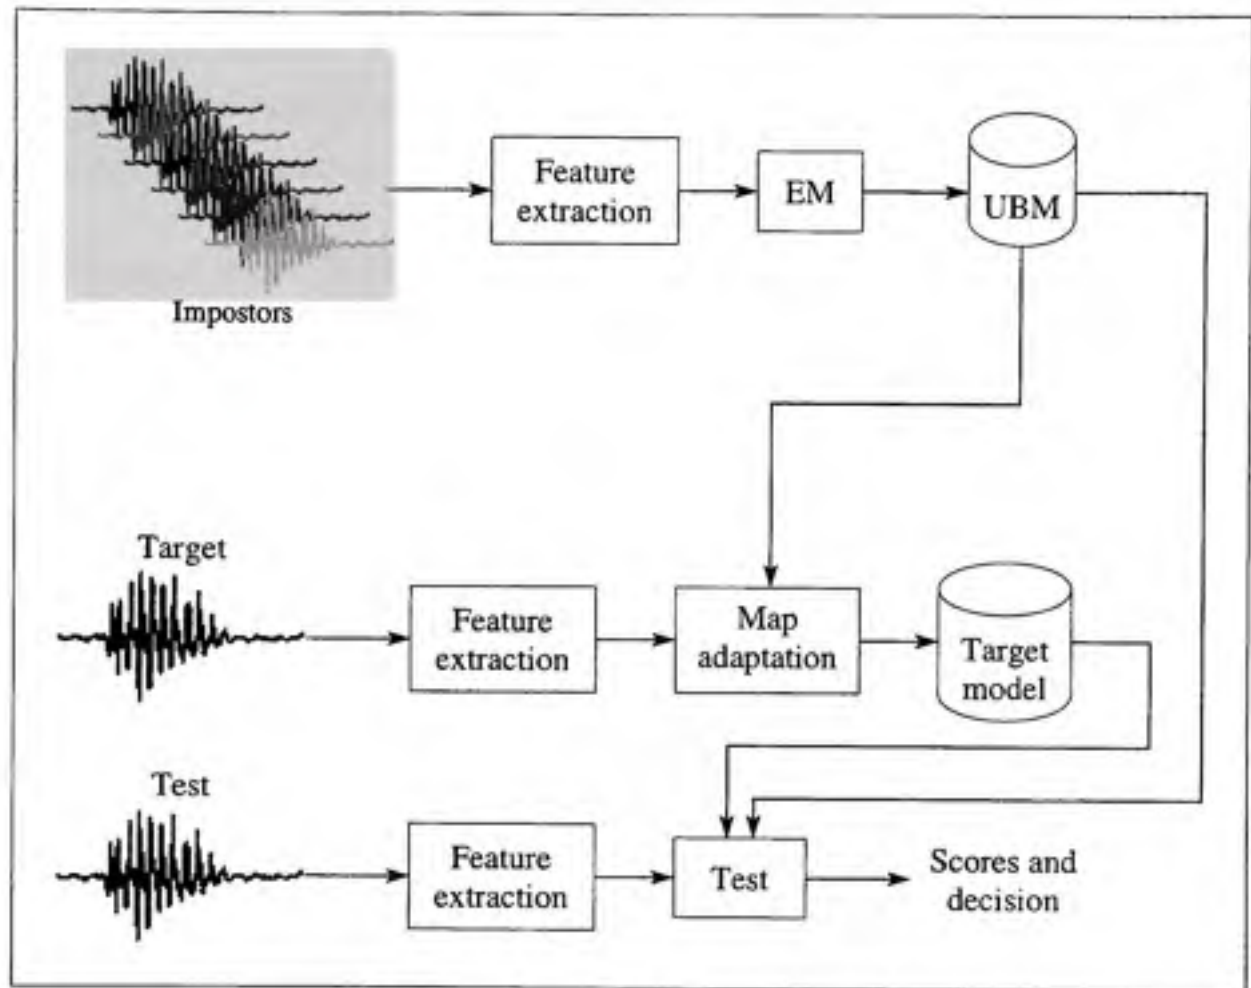 Feature
extraction
EM
UBM
Impostors
Target
Feature
extraction
Map
adaptation
Target
model
Test
Feature
extraction
Test
Scores and
decision